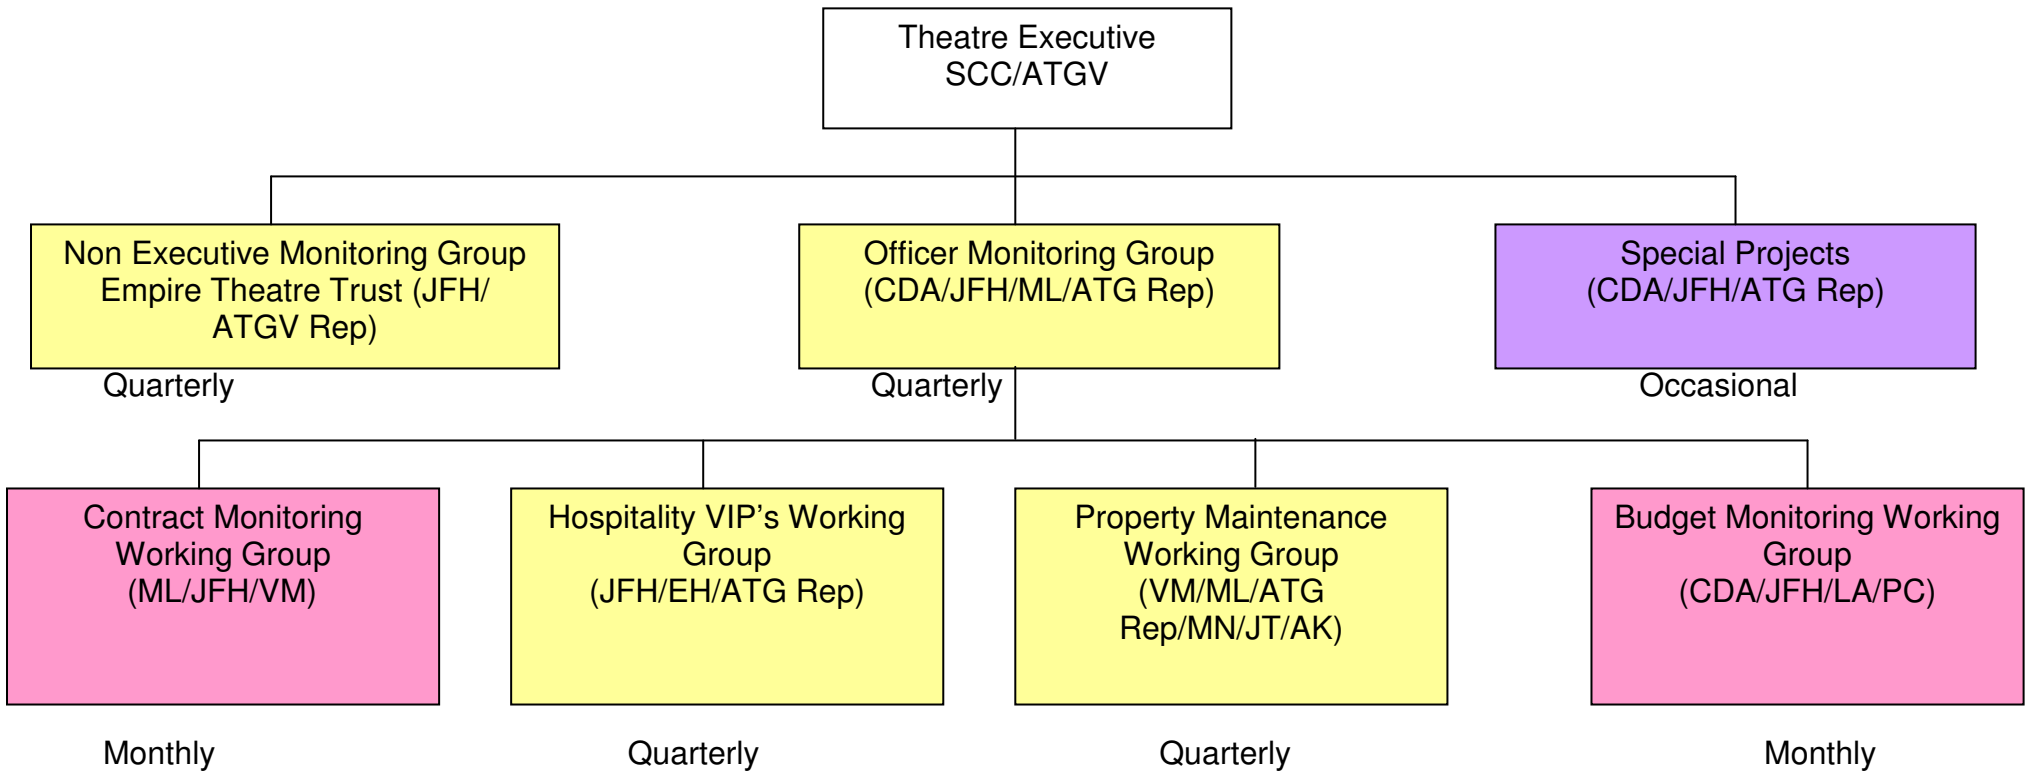 Theatre Executive
SCC/ATGV
Non Executive Monitoring Group
Empire Theatre Trust (JFH/
ATGV Rep)
Quarterly
Officer Monitoring Group
(CDA/JFH/ML/ATG Rep)
Quarterly
Special Projects
(CDA/JFH/ATG Rep)
Occasional
Contract Monitoring
Working Group
(ML/JFH/VM)
Monthly
Hospitality VIP’s Working
Group
(JFH/EH/ATG Rep)
Quarterly
Property Maintenance
Working Group
(VM/ML/ATG
Rep/MN/JT/AK)
Quarterly
Budget Monitoring Working
Group
(CDA/JFH/LA/PC)
Monthly